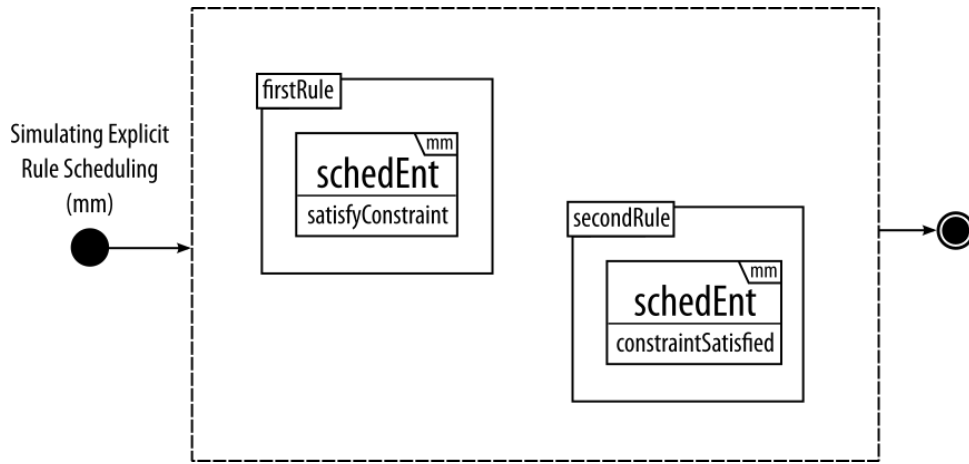 Simulating Explicit
Rule Scheduling
(mm)
firstRule
mm
schedEnt
satisfyConstraint
secondRule
mm
schedEnt
constraintSatisfied